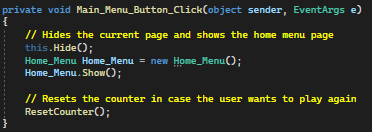 private void Main_Menu_Button_Click(object sender, EventArgs e)
{
// Hides the current page and shows the home menu page
this.Hide();
Home_Menu Home_Menu = new Home_Menu();
Home_Menu.Show();
// Resets the counter in case the user wants to play again
ResetCounter();
}